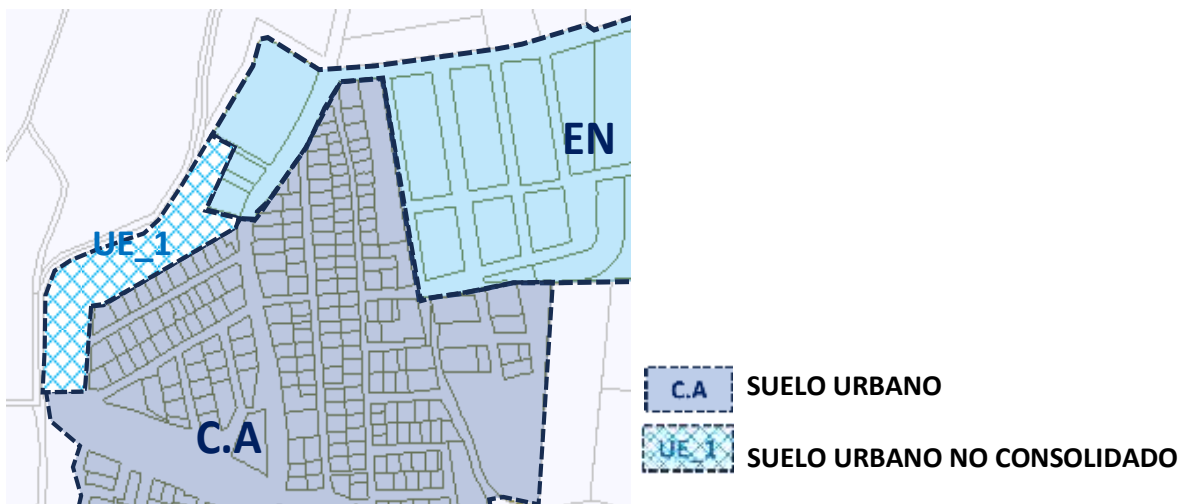 EN
UE_1
C.A
C.A SUELO URBANO
UE_1 SUELO URBANO NO CONSOLIDADO